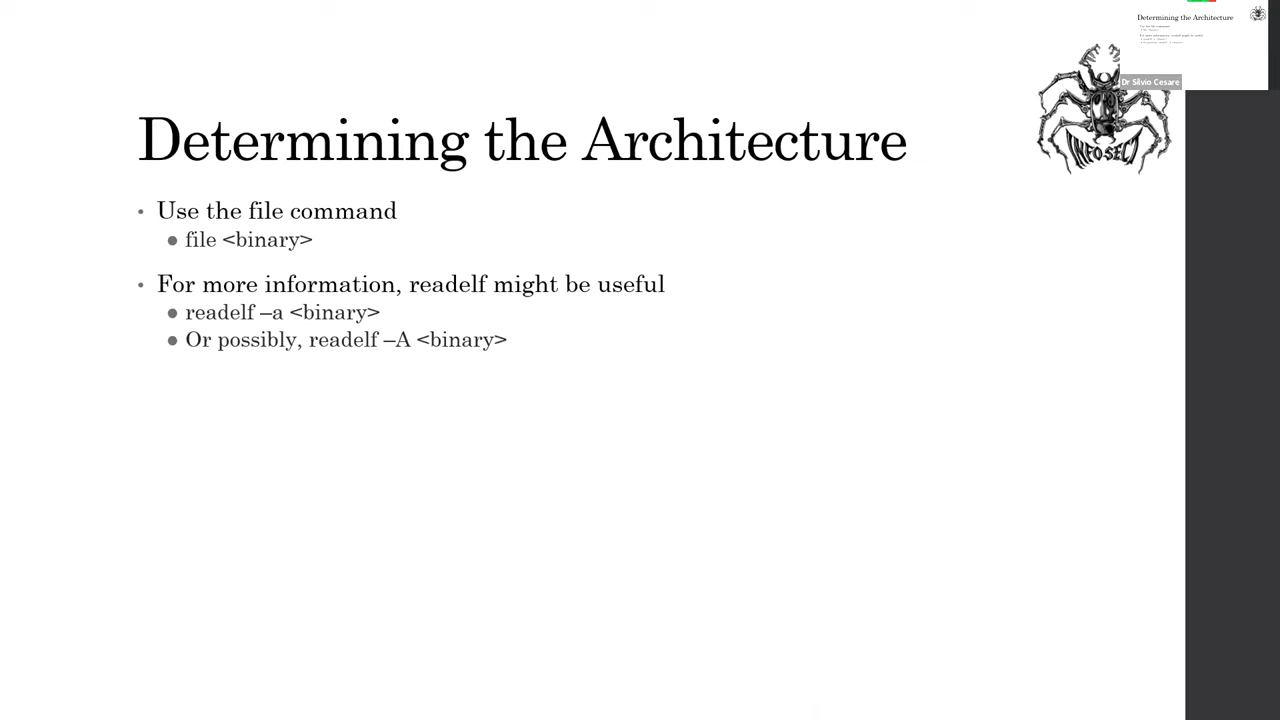 Determining the Architecture
Dr Silvio Cesare
Determining the Architecture
INFOSECT
• Use the file command
● file <binary>
• For more information, readelf might be useful
● readelf –a <binary>
● Or possibly, readelf –A <binary>